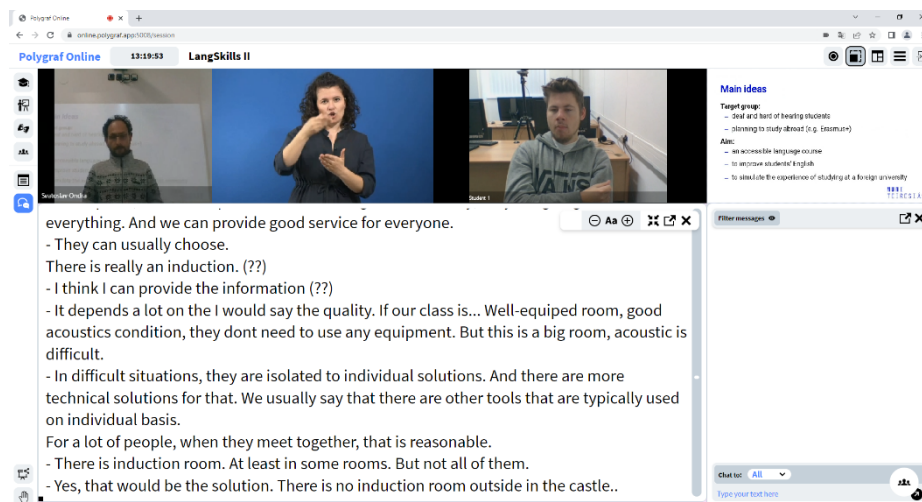 Polygraf Online
online.polygraf.app:5008/session
Polygraf Online
13:19:53
LangSkills II
Svatoslav Ondra
VANS
Student 1
Main ideas
Target group:
– deaf and hard of hearing students
– planning to study abroad (e.g. Erasmus+)
Aim:
– an accessible language course
– to improve students' English
– to simulate the experience of studying at a foreign university
MUNI
TEIRESIÁS
Aa
everything. And we can provide good service for everyone.
- They can usually choose.
There is really an induction. (??)
- I think I can provide the information (??)
- It depends a lot on the I would say the quality. If our class is... Well-equiped room, good
acoustics condition, they dont need to use any equipment. But this is a big room, acoustic is
difficult.
- In difficult situations, they are isolated to individual solutions. And there are more
technical solutions for that. We usually say that there are other tools that are typically used
on individual basis.
For a lot of people, when they meet together, that is reasonable.
- There is induction room. At least in some rooms. But not all of them.
- Yes, that would be the solution. There is no induction room outside in the castle..
Filter messages
Chat to: All
Type your text here